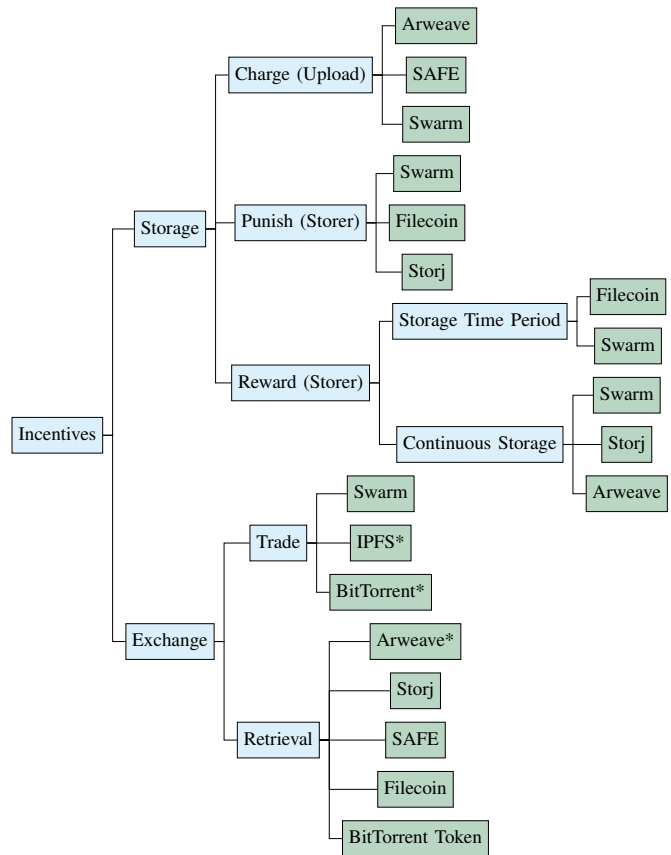 Arweave
Charge (Upload)
SAFE
Swarm
Swarm
Storage
Punish (Storer)
Filecoin
Storj
Filecoin
Storage Time Period
Swarm
Reward (Storer)
Swarm
Incentives
Continuous Storage
Storj
Arweave
Swarm
Trade
IPFS*
BitTorrent*
Exchange
Arweave*
Storj
Retrieval
SAFE
Filecoin
BitTorrent Token